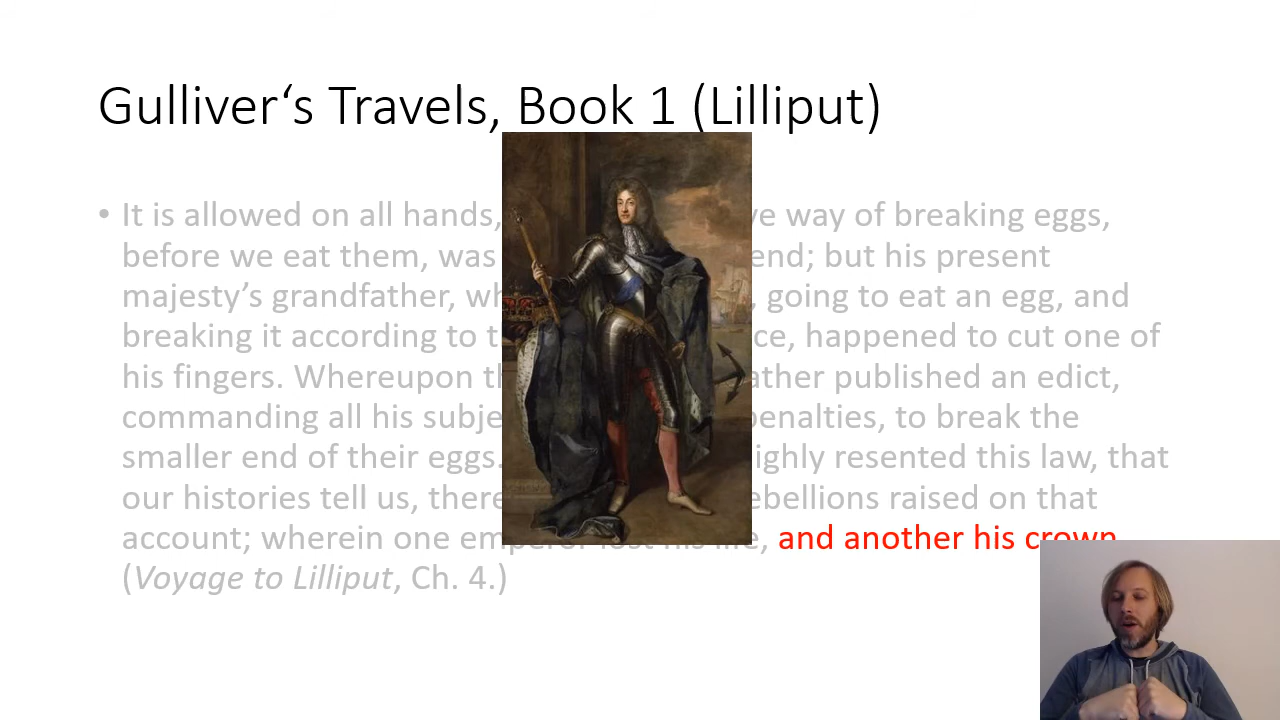 Gulliver‘s Travels, Book 1 (Lilliput)
• It is allowed on all hands, ve way of breaking eggs,
before we eat them, was end; but his present
majesty’s grandfather, wh , going to eat an egg, and
breaking it according to t ce, happened to cut one of
his fingers. Whereupon th ather published an edict,
commanding all his subje penalties, to break the
smaller end of their eggs. ighly resented this law, that
our histories tell us, there ebellions raised on that
account; wherein one emperor lost his life, and another his crown
(Voyage to Lilliput, Ch. 4.)